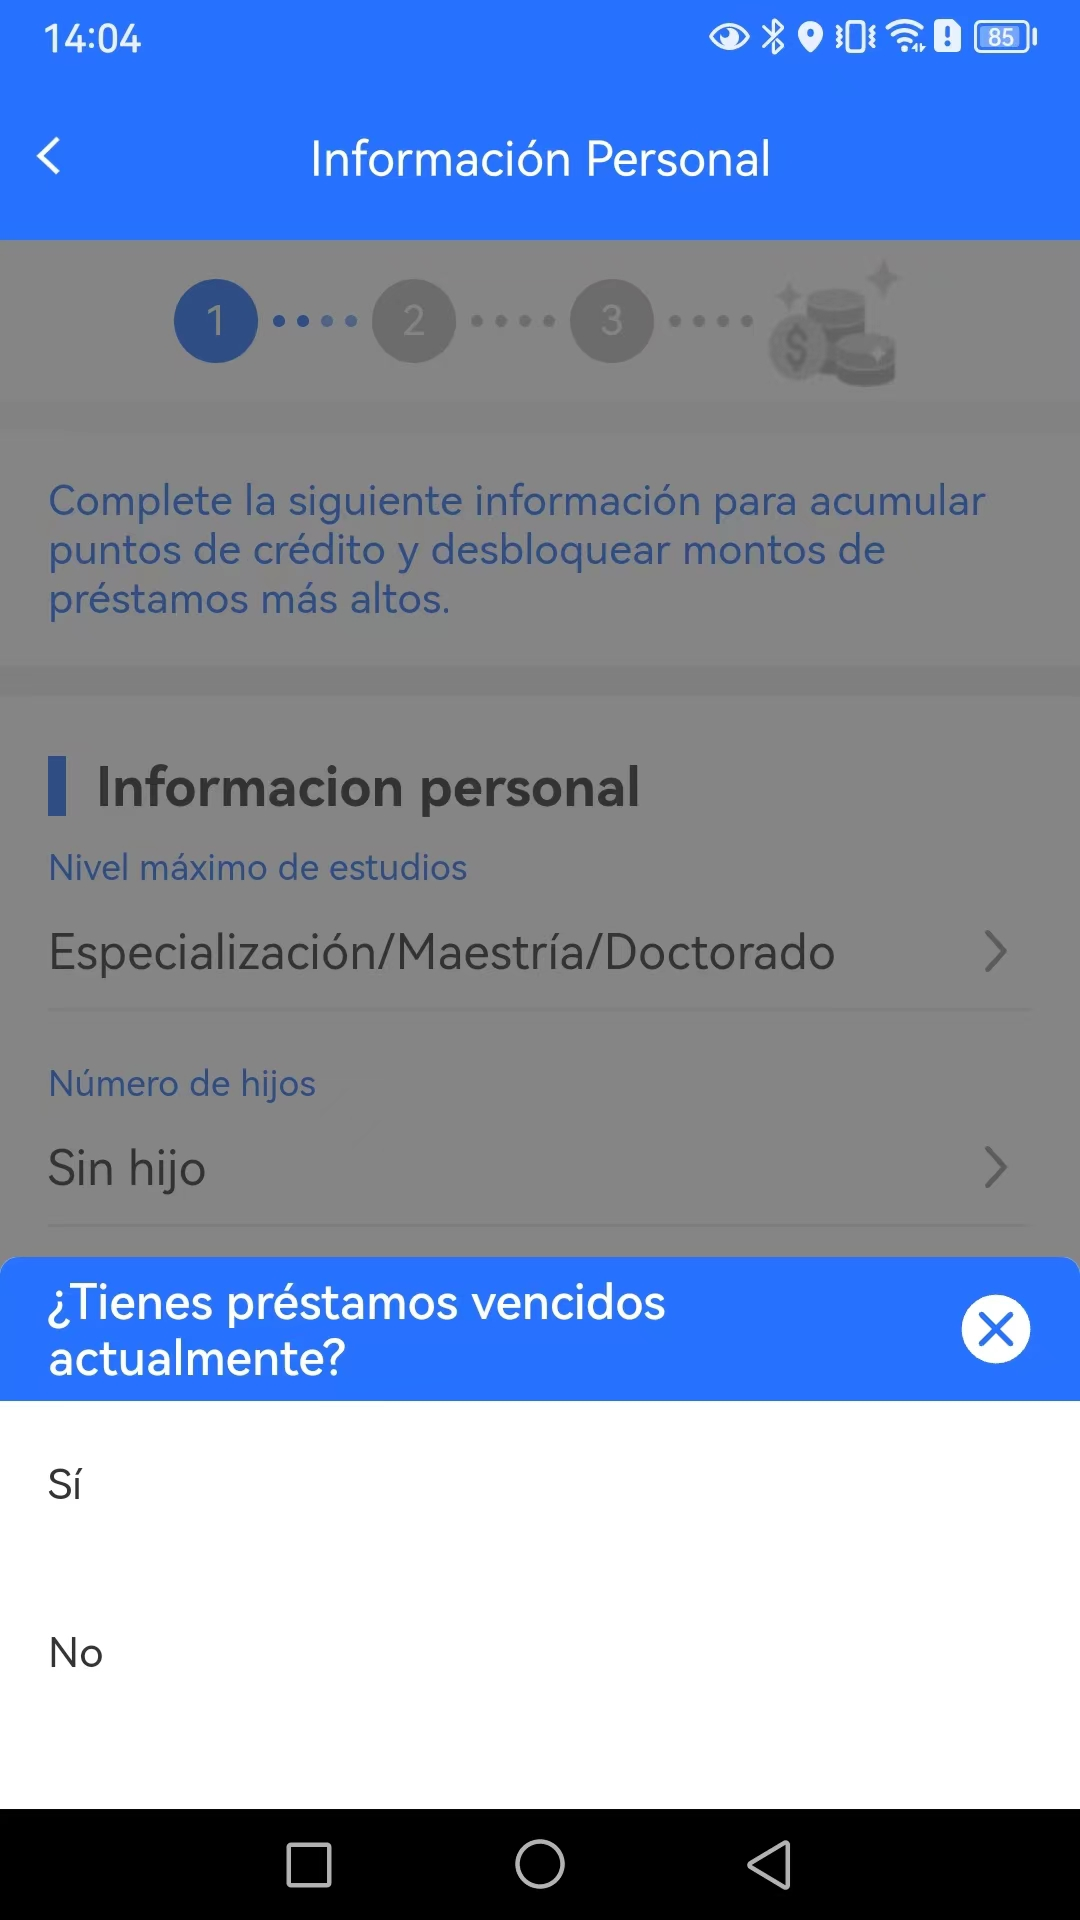 14:04
85
Información Personal
1
2
3
$
Complete la siguiente información para acumular
puntos de crédito y desbloquear montos de
préstamos más altos.
Informacion personal
Nivel máximo de estudios
Especialización/Maestría/Doctorado
Número de hijos
Sin hijo
¿Tienes préstamos vencidos
actualmente?
Sí
No